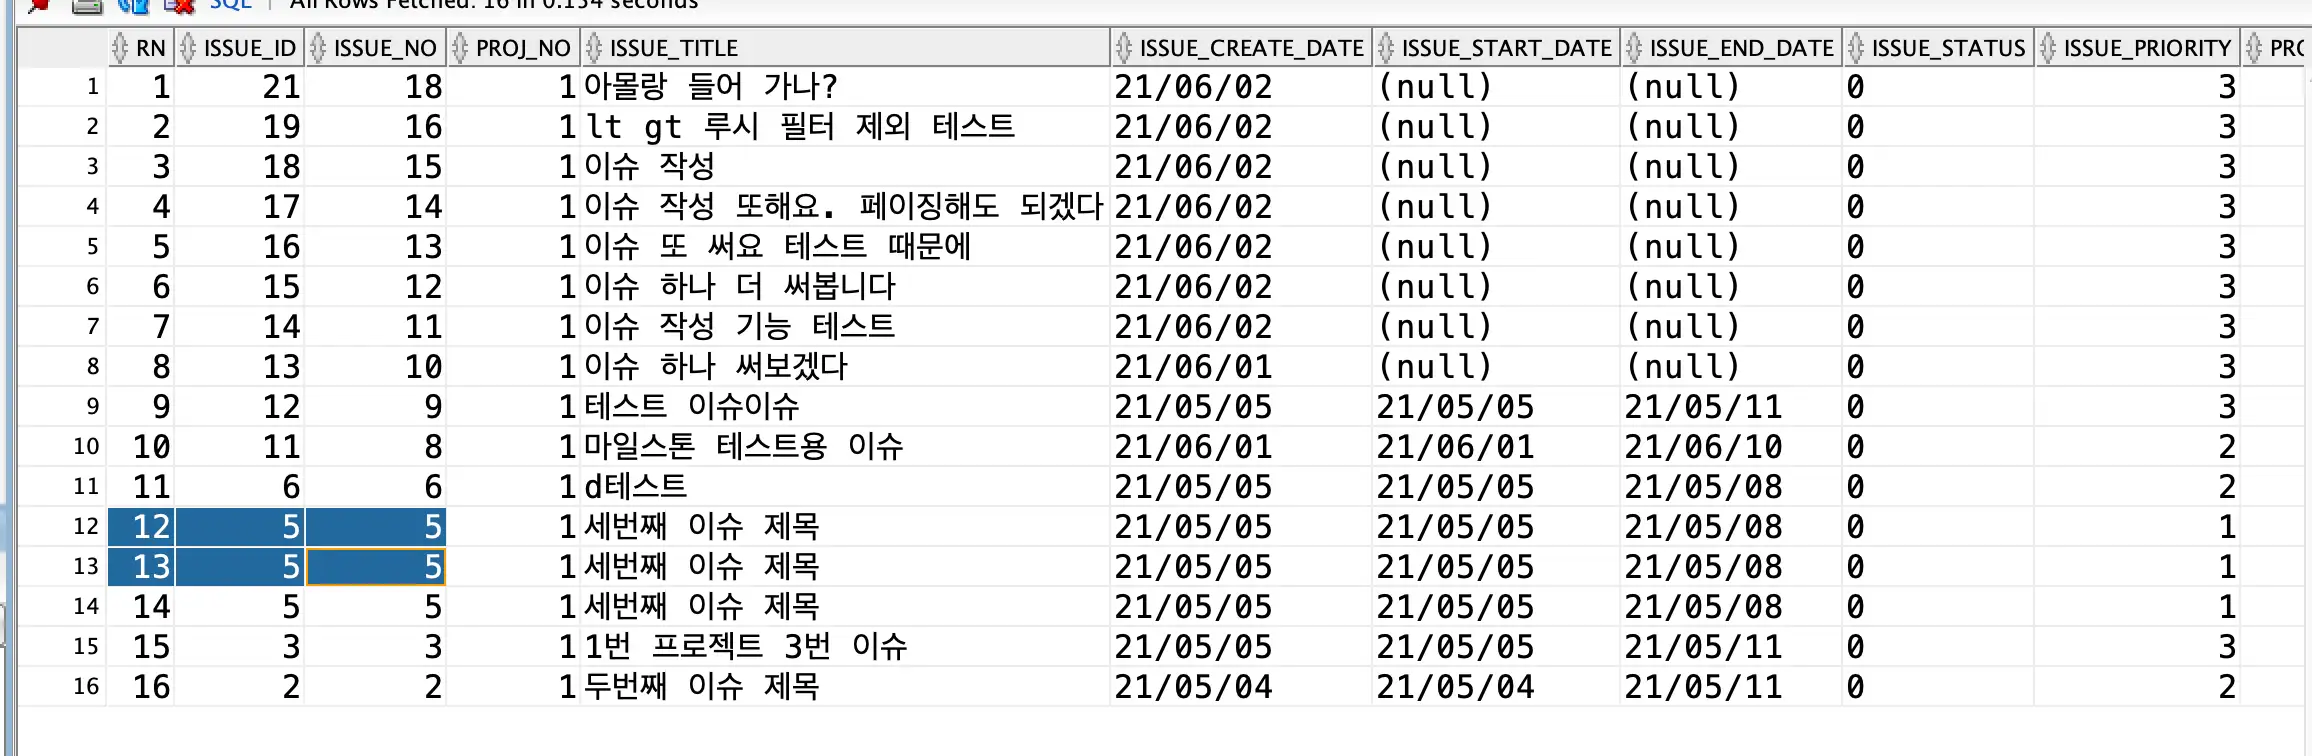 SQL | All Rows Fetched: 16 in 0.154 seconds
RN ISSUE_ID ISSUE_NO PROJ_NO ISSUE_TITLE ISSUE_CREATE_DATE ISSUE_START_DATE ISSUE_END_DATE ISSUE_STATUS ISSUE_PRIORITY PRO
1 1 21 18 1 아몰랑 들어 가나? 21/06/02 (null) (null) 0 3
2 2 19 16 1 lt gt 루시 필터 제외 테스트 21/06/02 (null) (null) 0 3
3 3 18 15 1 이슈 작성 21/06/02 (null) (null) 0 3
4 4 17 14 1 이슈 작성 또해요. 페이징해도 되겠다 21/06/02 (null) (null) 0 3
5 5 16 13 1 이슈 또 써요 테스트 때문에 21/06/02 (null) (null) 0 3
6 6 15 12 1 이슈 하나 더 써봅니다 21/06/02 (null) (null) 0 3
7 7 14 11 1 이슈 작성 기능 테스트 21/06/02 (null) (null) 0 3
8 8 13 10 1 이슈 하나 써보겠다 21/06/01 (null) (null) 0 3
9 9 12 9 1 테스트 이슈이슈 21/05/05 21/05/05 21/05/11 0 3
10 10 11 8 1 마일스톤 테스트용 이슈 21/06/01 21/06/01 21/06/10 0 2
11 11 6 6 1 d테스트 21/05/05 21/05/05 21/05/08 0 2
12 12 5 5 1 세번째 이슈 제목 21/05/05 21/05/05 21/05/08 0 1
13 13 5 5 1 세번째 이슈 제목 21/05/05 21/05/05 21/05/08 0 1
14 14 5 5 1 세번째 이슈 제목 21/05/05 21/05/05 21/05/08 0 1
15 15 3 3 1 1번 프로젝트 3번 이슈 21/05/05 21/05/05 21/05/11 0 3
16 16 2 2 1 두번째 이슈 제목 21/05/04 21/05/04 21/05/11 0 2